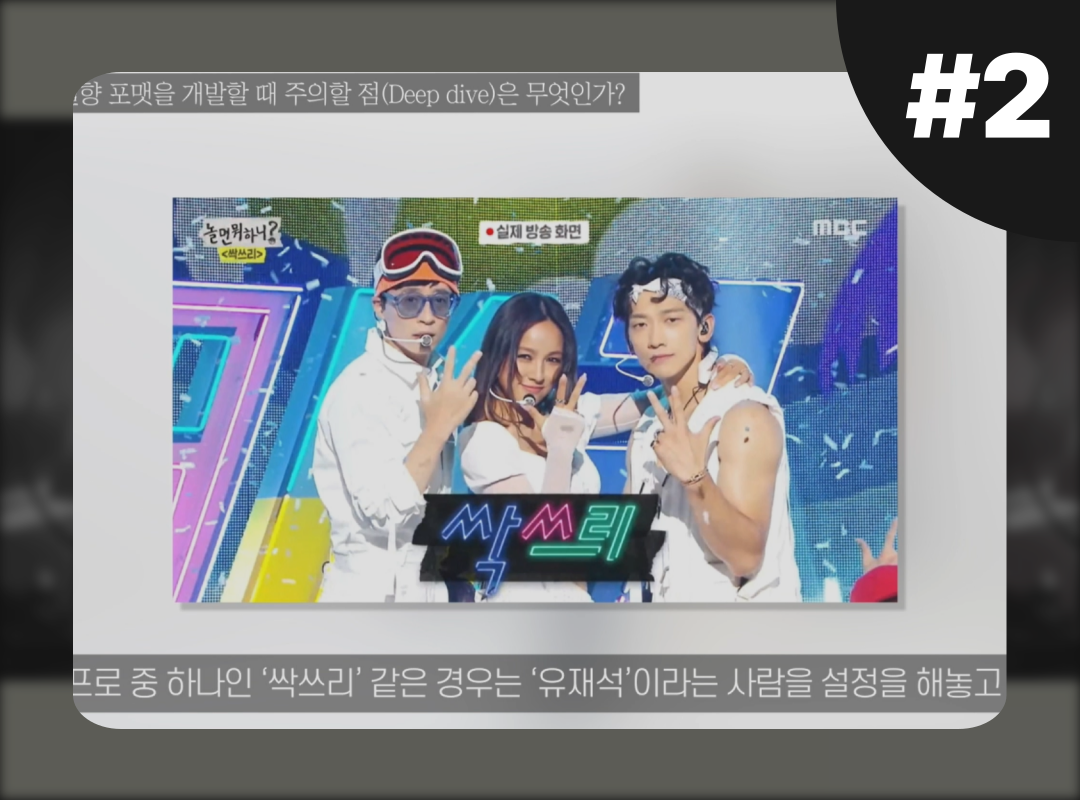 #2
향 포맷을 개발할 때 주의할 점(Deep dive)은 무엇인가?
놀면뭐하니?
<싹쓰리>
실제 방송 화면
MBC
싹쓰리
프로 중 하나인 ‘싹쓰리’ 같은 경우는 ‘유재석’이라는 사람을 설정을 해놓고